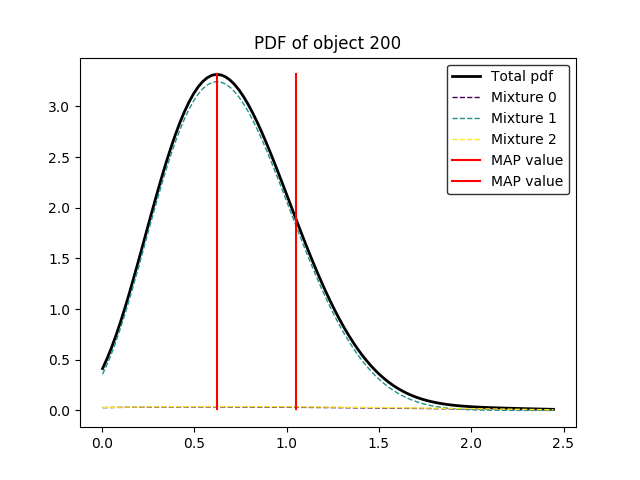 PDF of object 200
Total pdf
Mixture 0
Mixture 1
Mixture 2
MAP value
MAP value
3.0
2.5
2.0
1.5
1.0
0.5
0.0
0.0 0.5 1.0 1.5 2.0 2.5